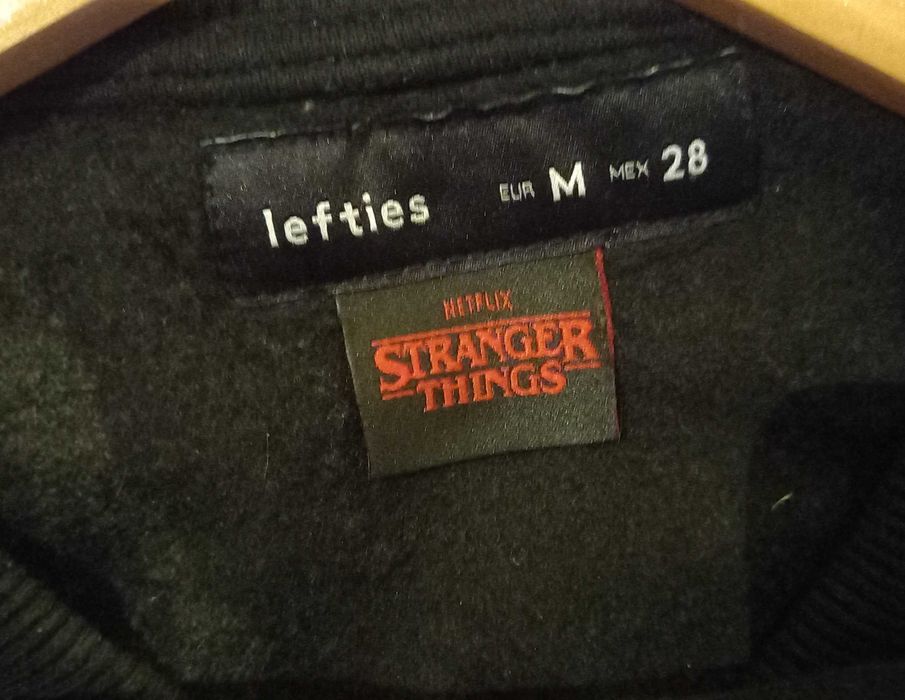 lefties EUR M MEX 28
NETFLIX
STRANGER
THINGS